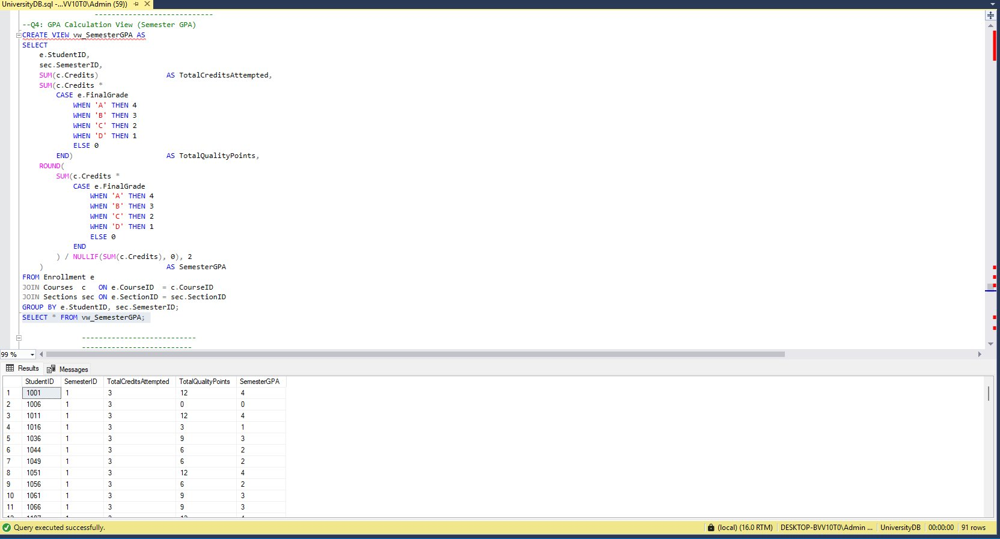 UniversityDB.sql -...VV10T0\Admin (59))
---------------------------
--Q4: GPA Calculation View (Semester GPA)
CREATE VIEW vw_SemesterGPA AS
SELECT
e.StudentID,
sec.SemesterID,
SUM(c.Credits) AS TotalCreditsAttempted,
SUM(c.Credits *
CASE e.FinalGrade
WHEN 'A' THEN 4
WHEN 'B' THEN 3
WHEN 'C' THEN 2
WHEN 'D' THEN 1
ELSE 0
END) AS TotalQualityPoints,
ROUND(
SUM(c.Credits *
CASE e.FinalGrade
WHEN 'A' THEN 4
WHEN 'B' THEN 3
WHEN 'C' THEN 2
WHEN 'D' THEN 1
ELSE 0
END
) / NULLIF(SUM(c.Credits), 0), 2
) AS SemesterGPA
FROM Enrollment e
JOIN Courses c ON e.CourseID = c.CourseID
JOIN Sections sec ON e.SectionID = sec.SectionID
GROUP BY e.StudentID, sec.SemesterID;
SELECT * FROM vw_SemesterGPA;
---------------------------
--------------------------
99 %
Results Messages
StudentID SemesterID TotalCreditsAttempted TotalQualityPoints SemesterGPA
1 1001 1 3 12 4
2 1006 1 3 0 0
3 1011 1 3 12 4
4 1016 1 3 3 1
5 1036 1 3 9 3
6 1044 1 3 6 2
7 1049 1 3 6 2
8 1051 1 3 12 4
9 1056 1 3 6 2
10 1061 1 3 9 3
11 1066 1 3 9 3
Query executed successfully. (local) (16.0 RTM) DESKTOP-BVV10T0\Admin ... UniversityDB 00:00:00 91 rows